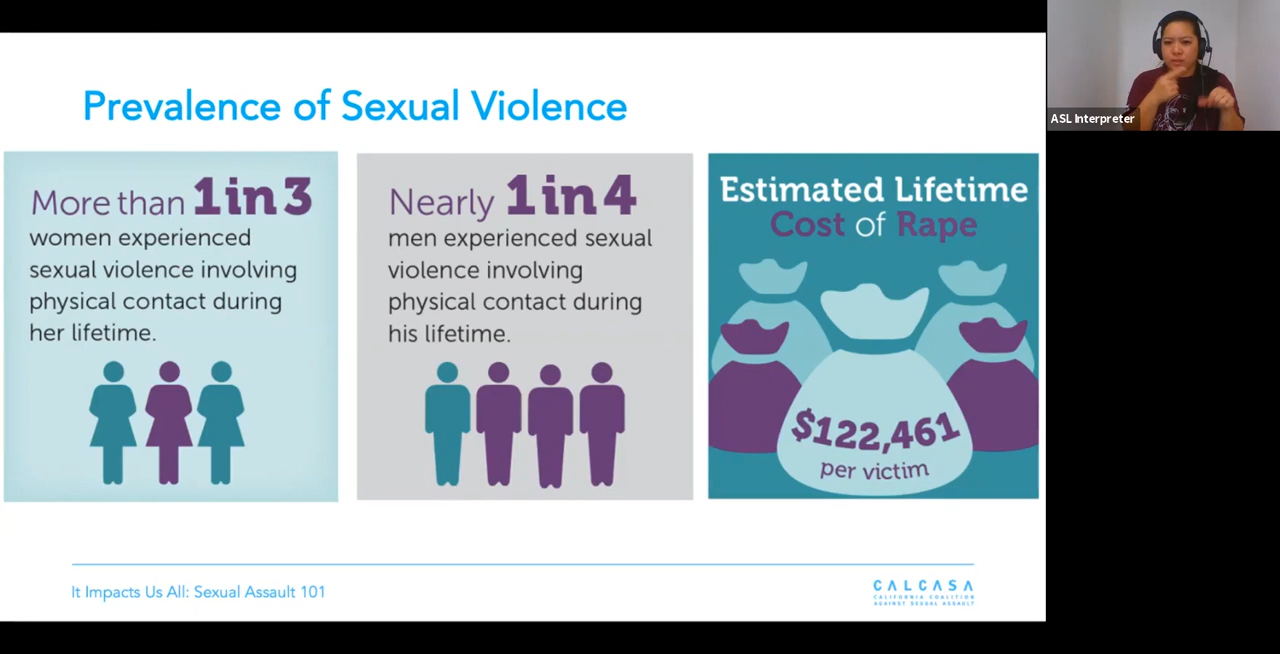 Prevalence of Sexual Violence
More than 1 in 3
women experienced
sexual violence involving
physical contact during
her lifetime.
Nearly 1 in 4
men experienced sexual
violence involving
physical contact during
his lifetime.
Estimated Lifetime
Cost of Rape
$122,461
per victim
It Impacts Us All: Sexual Assault 101
CALCASA
CALIFORNIA COALITION
AGAINST SEXUAL ASSAULT
ASL Interpreter